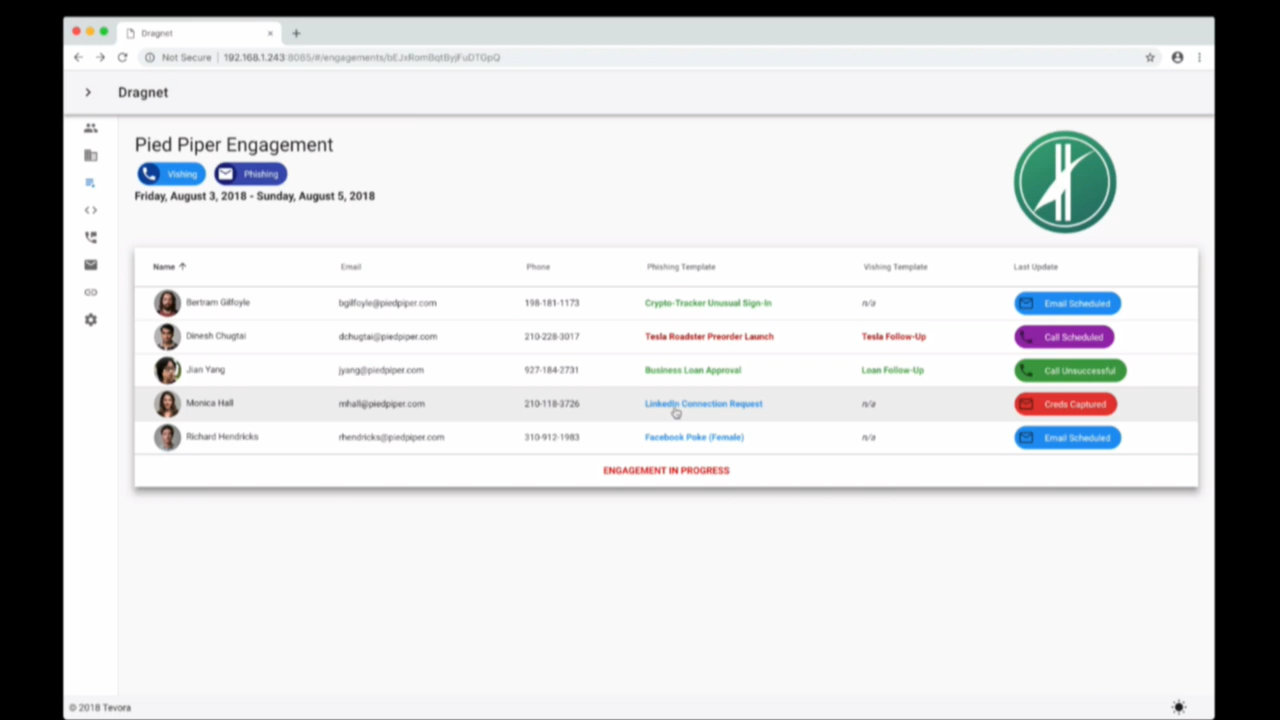 Dragnet
Not Secure 192.168.1.243:8085/#/engagements/bEJxRomBqtByjFuDTGpQ
Dragnet
Pied Piper Engagement
Vishing Phishing
Friday, August 3, 2018 - Sunday, August 5, 2018
Name Email Phone Phishing Template Vishing Template Last Update
Bertram Gilfoyle bgilfoyle@piedpiper.com 198-181-1173 Crypto-Tracker Unusual Sign-In n/a Email Scheduled
Dinesh Chugtai dchugtai@piedpiper.com 210-228-3017 Tesla Roadster Preorder Launch Tesla Follow-Up Call Scheduled
Jian Yang jyang@piedpiper.com 927-184-2731 Business Loan Approval Loan Follow-Up Call Unsuccessful
Monica Hall mhall@piedpiper.com 210-118-3726 LinkedIn Connection Request n/a Creds Captured
Richard Hendricks rhendricks@piedpiper.com 310-912-1983 Facebook Poke (Female) n/a Email Scheduled
ENGAGEMENT IN PROGRESS
© 2018 Tevora